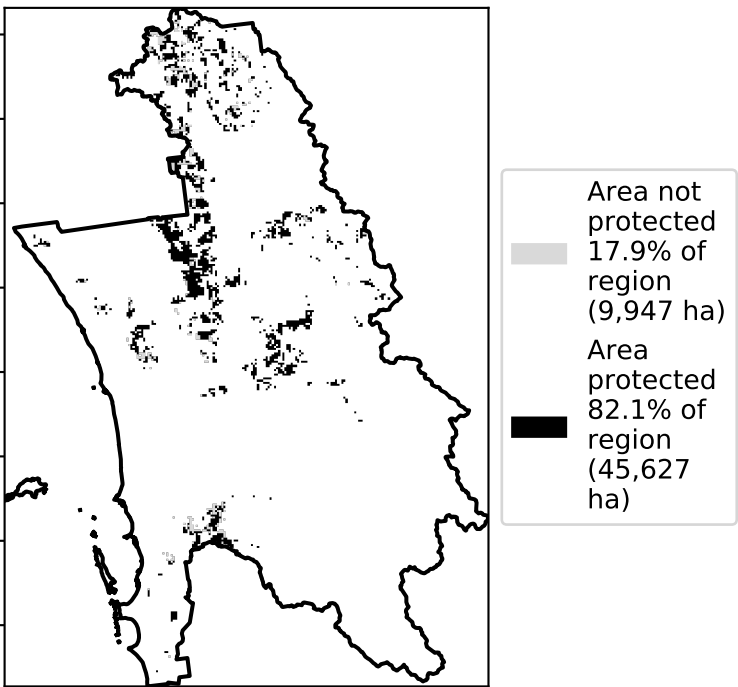 Area not
protected
17.9% of
region
(9,947 ha)
Area
protected
82.1% of
region
(45,627
ha)